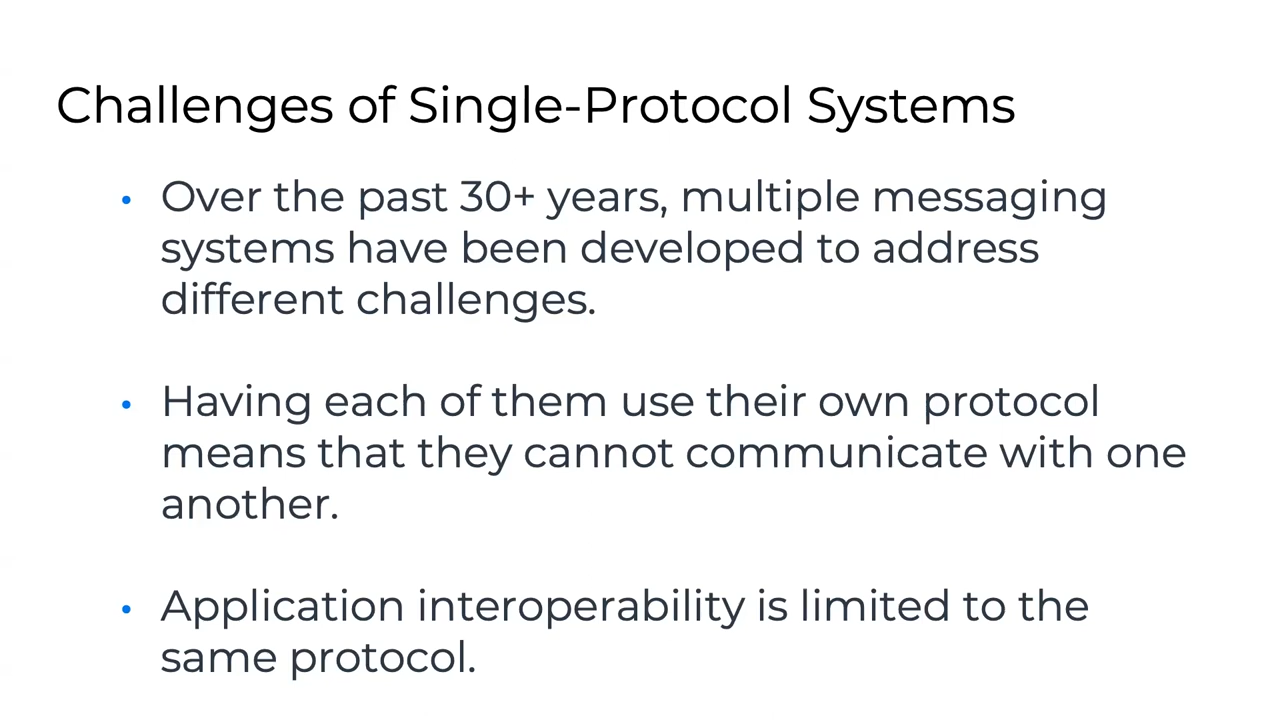 Challenges of Single-Protocol Systems
• Over the past 30+ years, multiple messaging
systems have been developed to address
different challenges.
• Having each of them use their own protocol
means that they cannot communicate with one
another.
• Application interoperability is limited to the
same protocol.